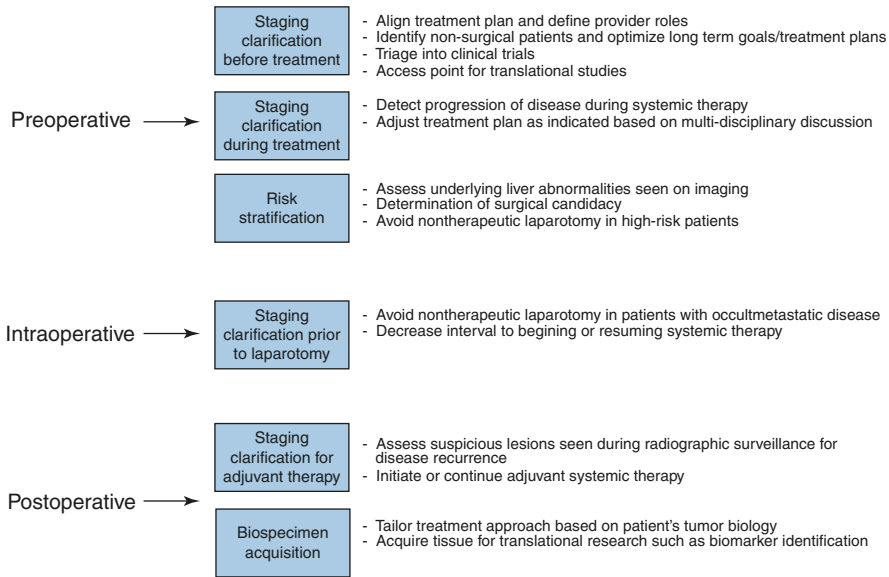 Staging
clarification
before treatment
- Align treatment plan and define provider roles
- Identify non-surgical patients and optimize long term goals/treatment plans
- Triage into clinical trials
- Access point for translational studies
Preoperative
Staging
clarification
during treatment
- Detect progression of disease during systemic therapy
- Adjust treatment plan as indicated based on multi-disciplinary discussion
Risk
stratification
- Assess underlying liver abnormalities seen on imaging
- Determination of surgical candidacy
- Avoid nontherapeutic laparotomy in high-risk patients
Intraoperative
Staging
clarification prior
to laparotomy
- Avoid nontherapeutic laparotomy in patients with occultmetastatic disease
- Decrease interval to begining or resuming systemic therapy
Postoperative
Staging
clarification for
adjuvant therapy
- Assess suspicious lesions seen during radiographic surveillance for
disease recurrence
- Initiate or continue adjuvant systemic therapy
Biospecimen
acquisition
- Tailor treatment approach based on patient's tumor biology
- Acquire tissue for translational research such as biomarker identification